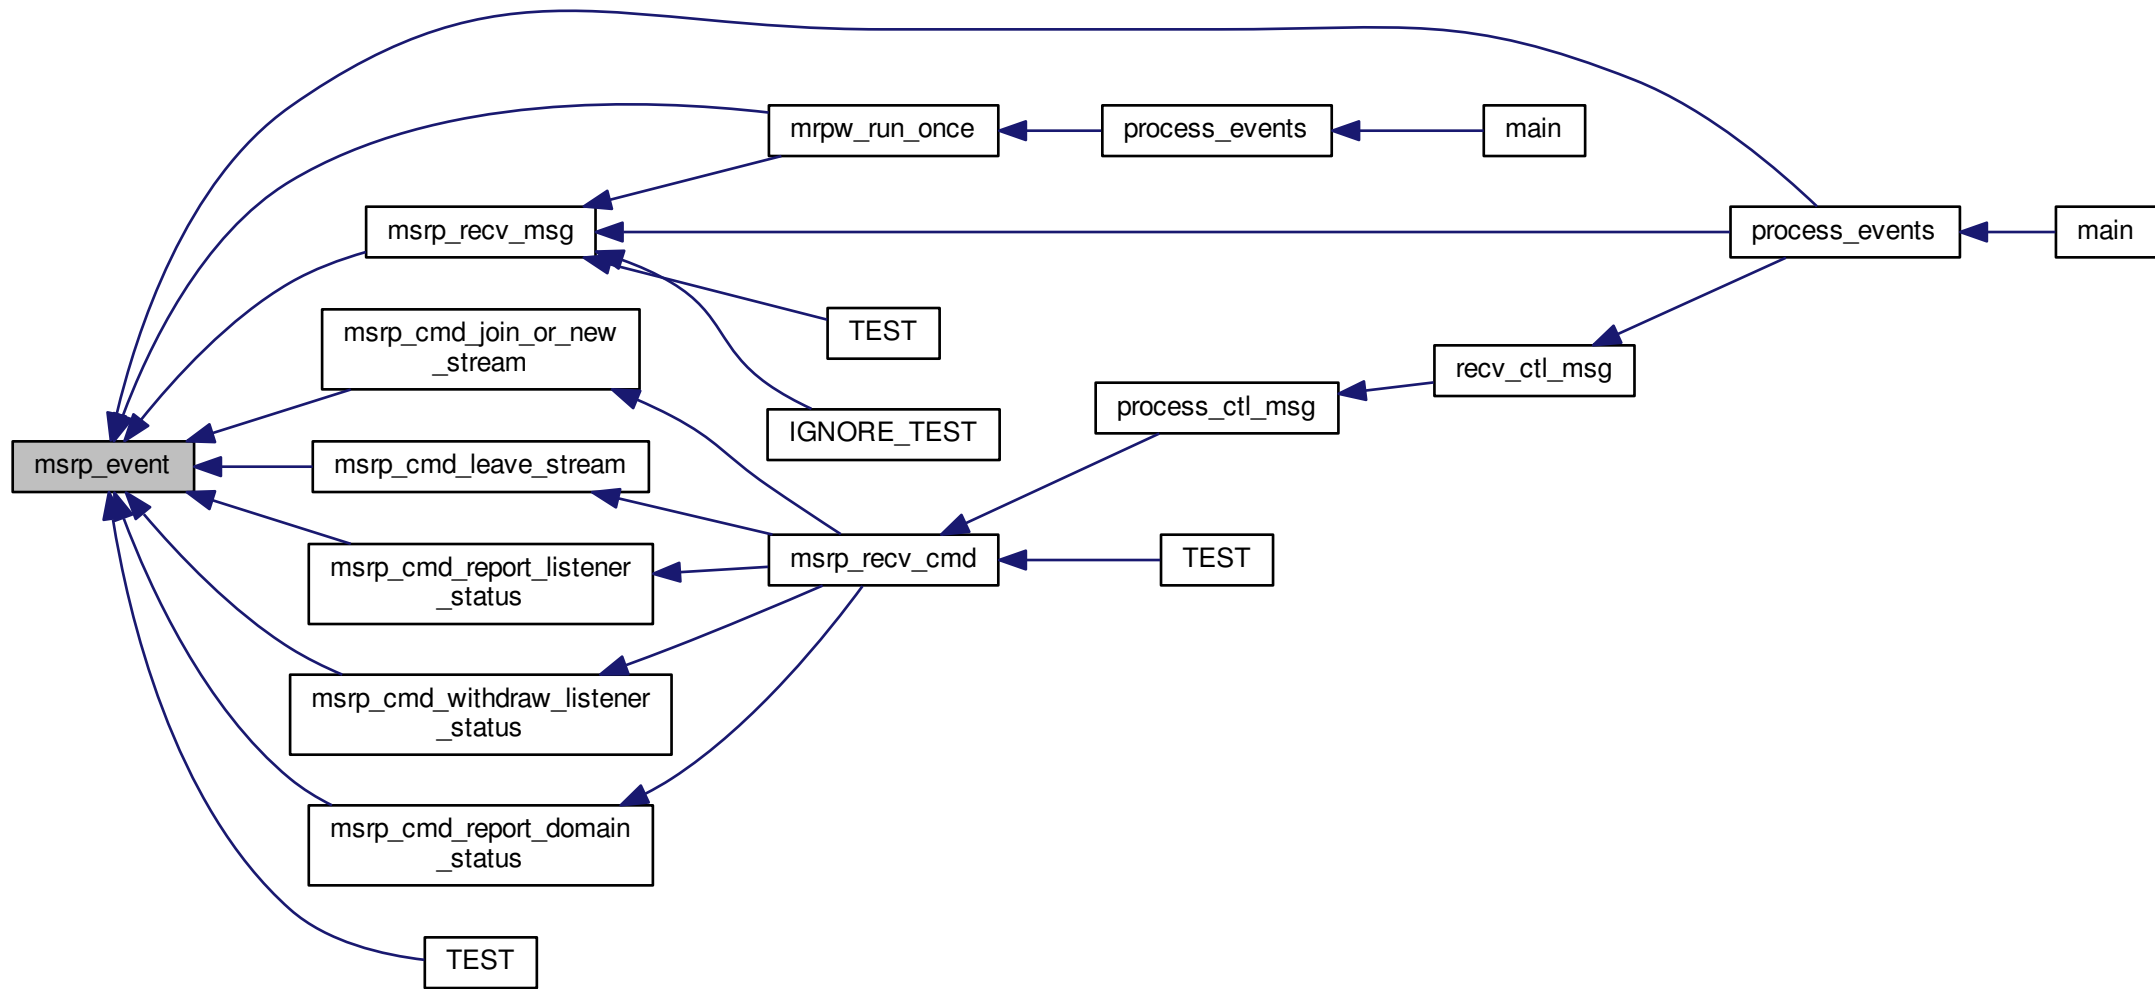 mrpw_run_once
process_events
main
msrp_recv_msg
process_events
main
TEST
msrp_cmd_join_or_new
_stream
recv_ctl_msg
process_ctl_msg
IGNORE_TEST
msrp_event
msrp_cmd_leave_stream
msrp_cmd_report_listener
_status
msrp_recv_cmd
TEST
msrp_cmd_withdraw_listener
_status
msrp_cmd_report_domain
_status
TEST